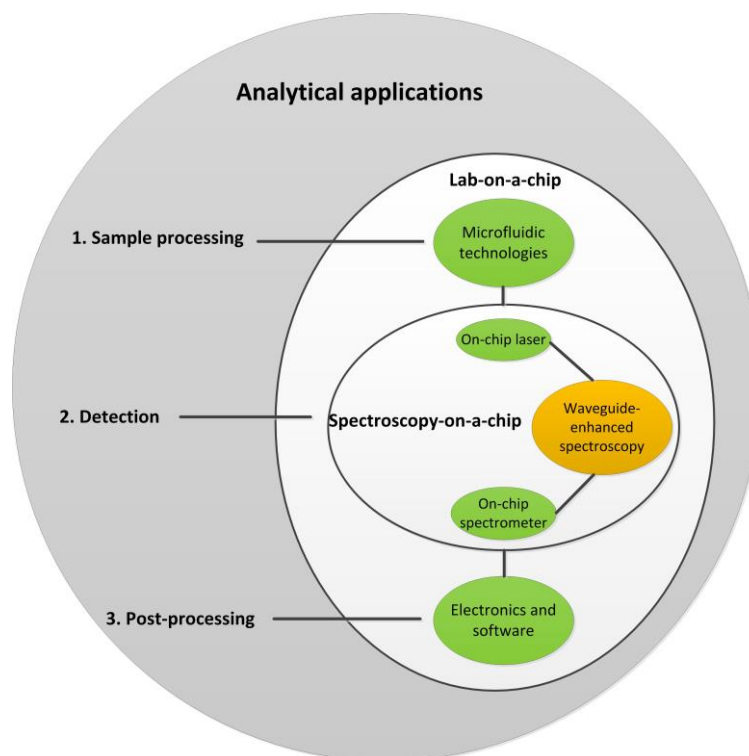 Analytical applications
Lab-on-a-chip
1. Sample processing
Microfluidic
technologies
On-chip laser
2. Detection
Spectroscopy-on-a-chip
Waveguide-
enhanced
spectroscopy
On-chip
spectrometer
3. Post-processing
Electronics and
software